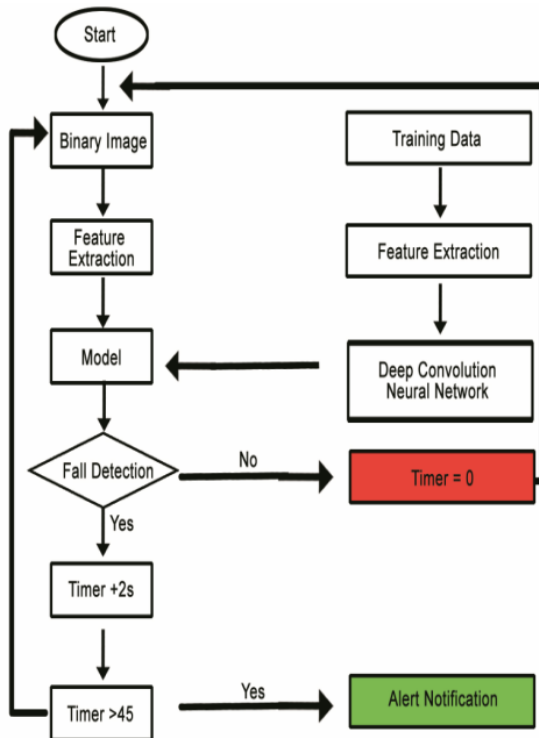 Start
Binary Image
Feature
Extraction
Model
Fall Detection
No
Yes
Timer +2s
Timer >45
Yes
Training Data
Feature Extraction
Deep Convolution
Neural Network
Timer = 0
Alert Notification